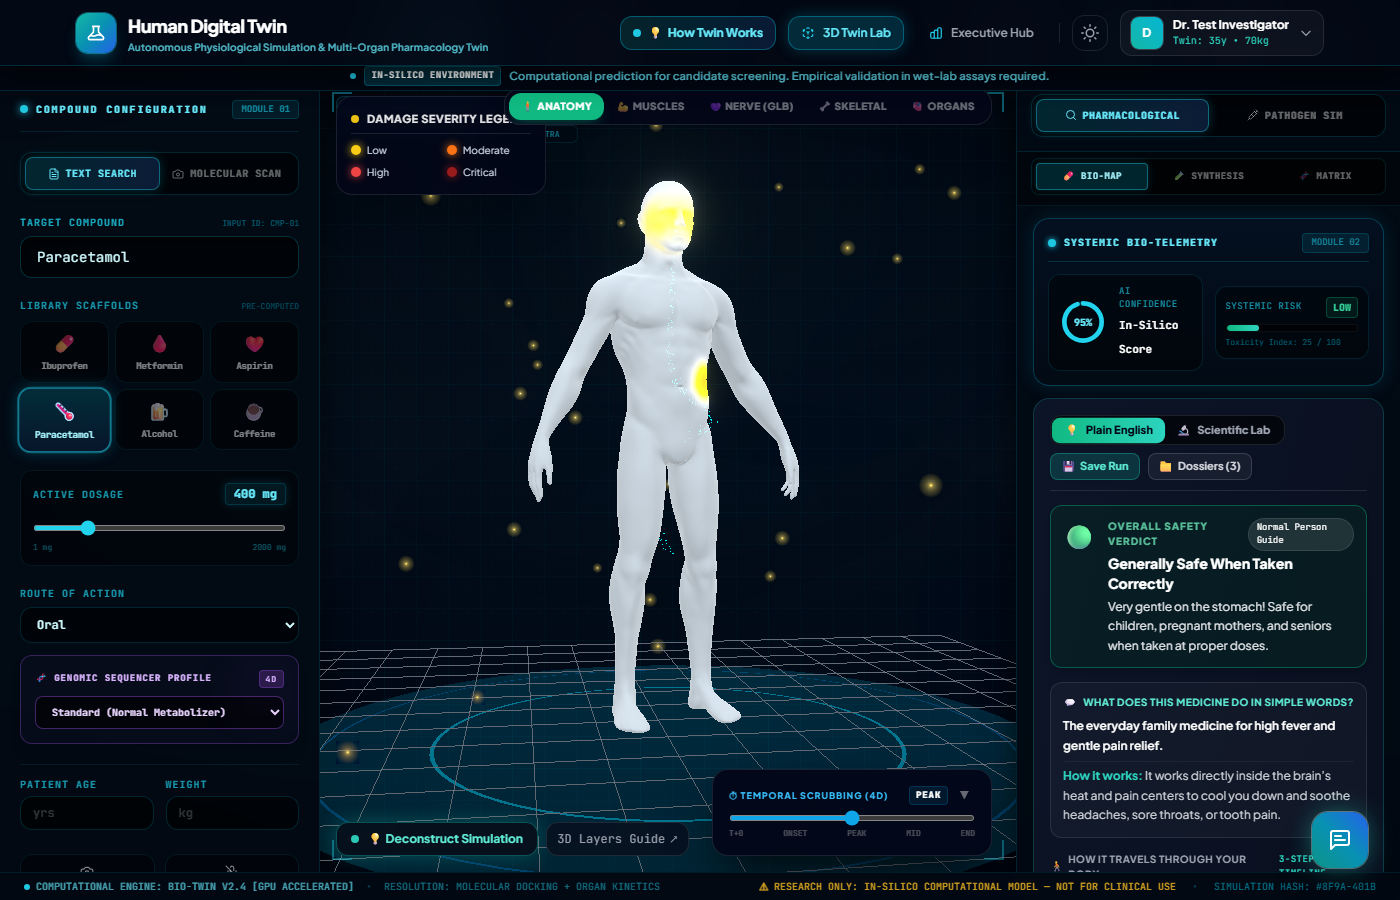 Human Digital Twin
Autonomous Physiological Simulation & Multi-Organ Pharmacology Twin
How Twin Works
3D Twin Lab
Executive Hub
D
Dr. Test Investigator
Twin: 35y • 70kg
IN-SILICO ENVIRONMENT
Computational prediction for candidate screening. Empirical validation in wet-lab assays required.
COMPOUND CONFIGURATION
MODULE 01
TEXT SEARCH
MOLECULAR SCAN
TARGET COMPOUND
INPUT ID: CMP-01
Paracetamol
LIBRARY SCAFFOLDS
PRE-COMPUTED
Ibuprofen
Metformin
Aspirin
Paracetamol
Alcohol
Caffeine
ACTIVE DOSAGE
400 mg
1 mg
2000 mg
ROUTE OF ACTION
Oral
GENOMIC SEQUENCER PROFILE
4D
Standard (Normal Metabolizer)
PATIENT AGE
WEIGHT
yrs
kg
DAMAGE SEVERITY LEGE
Low
Moderate
High
Critical
TRA
ANATOMY
MUSCLES
NERVE (GLB)
SKELETAL
ORGANS
Deconstruct Simulation
3D Layers Guide ↗
TEMPORAL SCRUBBING (4D)
PEAK
▼
T+0
ONSET
PEAK
MID
END
PHARMACOLOGICAL
PATHOGEN SIM
BIO-MAP
SYNTHESIS
MATRIX
SYSTEMIC BIO-TELEMETRY
MODULE 02
95%
AI
CONFIDENCE
In-Silico
Score
SYSTEMIC RISK
LOW
Toxicity Index: 25 / 100
Plain English
Scientific Lab
Save Run
Dossiers (3)
OVERALL SAFETY
VERDICT
Normal Person
Guide
Generally Safe When Taken
Correctly
Very gentle on the stomach! Safe for
children, pregnant mothers, and seniors
when taken at proper doses.
WHAT DOES THIS MEDICINE DO IN SIMPLE WORDS?
The everyday family medicine for high fever and
gentle pain relief.
How it works: It works directly inside the brain's
heat and pain centers to cool you down and soothe
headaches, sore throats, or tooth pain.
HOW IT TRAVELS THROUGH YOUR
3-STEP
COMPUTATIONAL ENGINE: BIO-TWIN V2.4 [GPU ACCELERATED]
·
RESOLUTION: MOLECULAR DOCKING + ORGAN KINETICS
⚠ RESEARCH ONLY: IN-SILICO COMPUTATIONAL MODEL — NOT FOR CLINICAL USE
·
SIMULATION HASH: #8F9A-401B